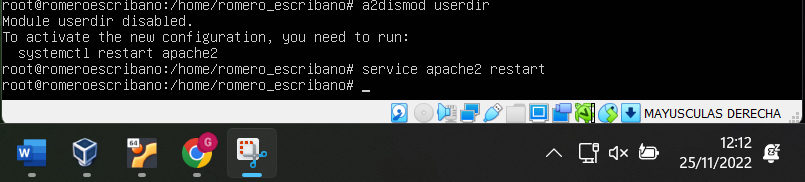 root@romeroescribano:/home/romero_escribano# a2dismod userdir
Module userdir disabled.
To activate the new configuration, you need to run:
  systemctl restart apache2
root@romeroescribano:/home/romero_escribano# service apache2 restart
root@romeroescribano:/home/romero_escribano# _
MAYUSCULAS DERECHA
W
64
G
12:12
25/11/2022